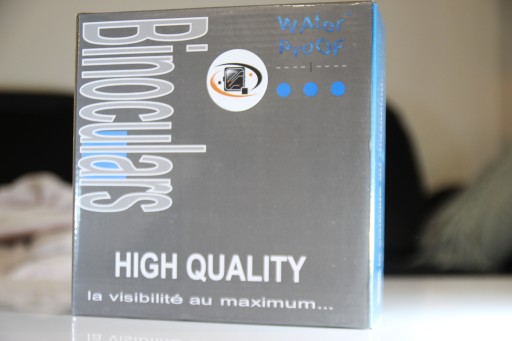 Binoculars
WAter
ProOF
HIGH QUALITY
la visibilité au maximum...